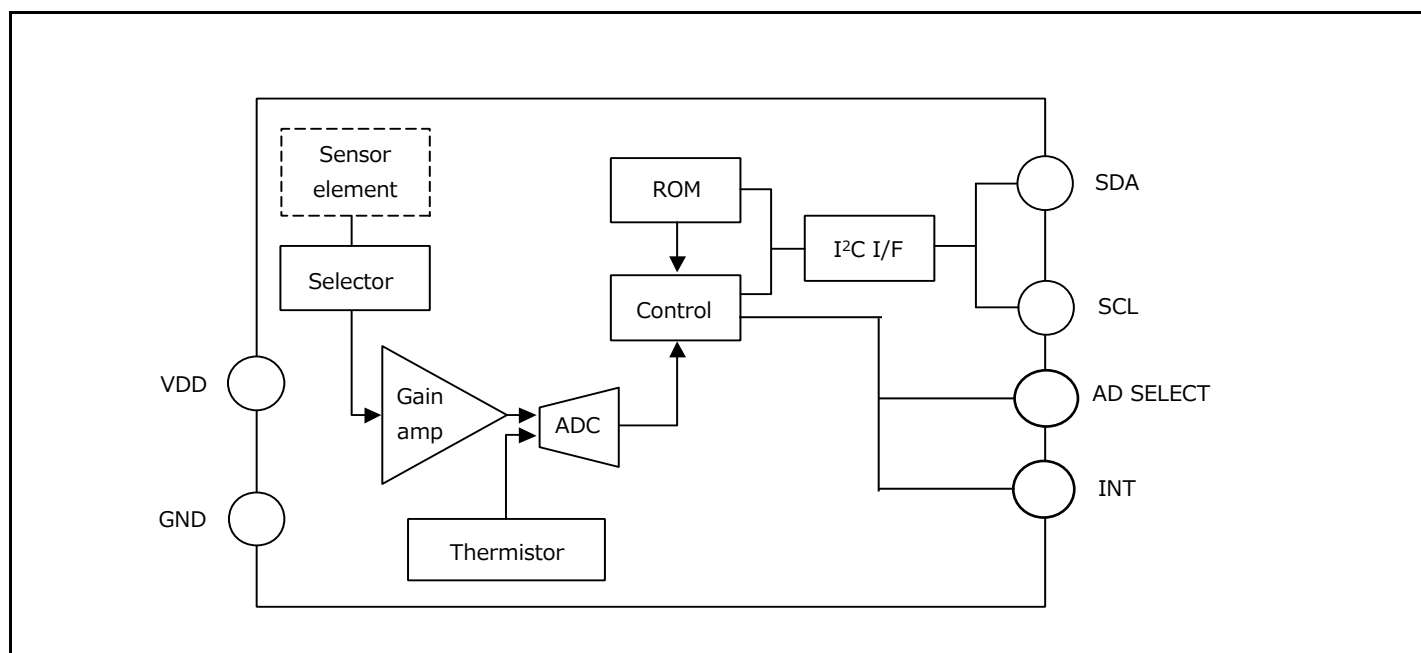 Sensor
element
ROM
SDA
I²C I/F
Selector
Control
SCL
VDD
Gain
amp
ADC
AD SELECT
INT
GND
Thermistor